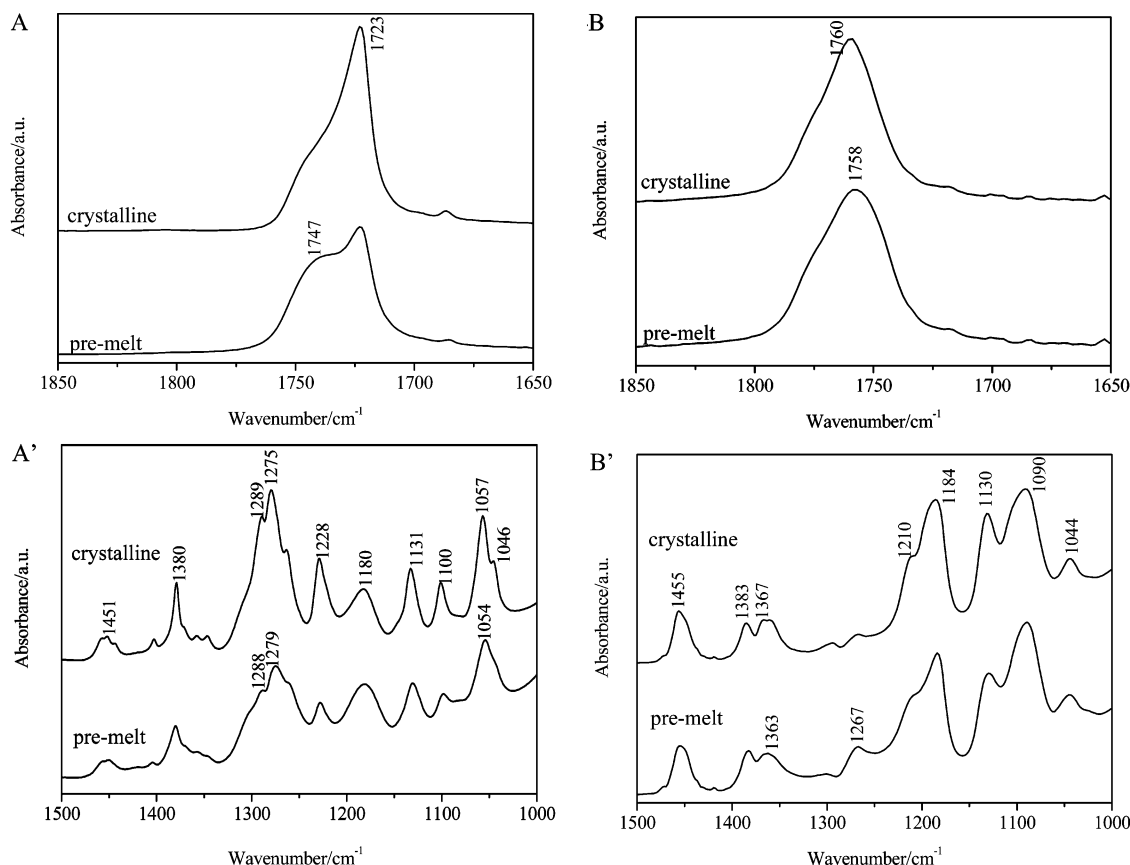 A
1723
crystalline
1747
pre-melt
Absorbance/a.u.
1850 1800 1750 1700 1650
Wavenumber/cm⁻¹
B
1760
crystalline
1758
pre-melt
Absorbance/a.u.
1850 1800 1750 1700 1650
Wavenumber/cm⁻¹
A’
1451
1380
1289
1275
1228
1180
1131
1100
1057
1046
crystalline
1288
1279
1054
pre-melt
Absorbance/a.u.
1500 1400 1300 1200 1100 1000
Wavenumber/cm⁻¹
B’
1455
1383
1367
1210
1184
1130
1090
1044
crystalline
1363
1267
pre-melt
Absorbance/a.u.
1500 1400 1300 1200 1100 1000
Wavenumber/cm⁻¹